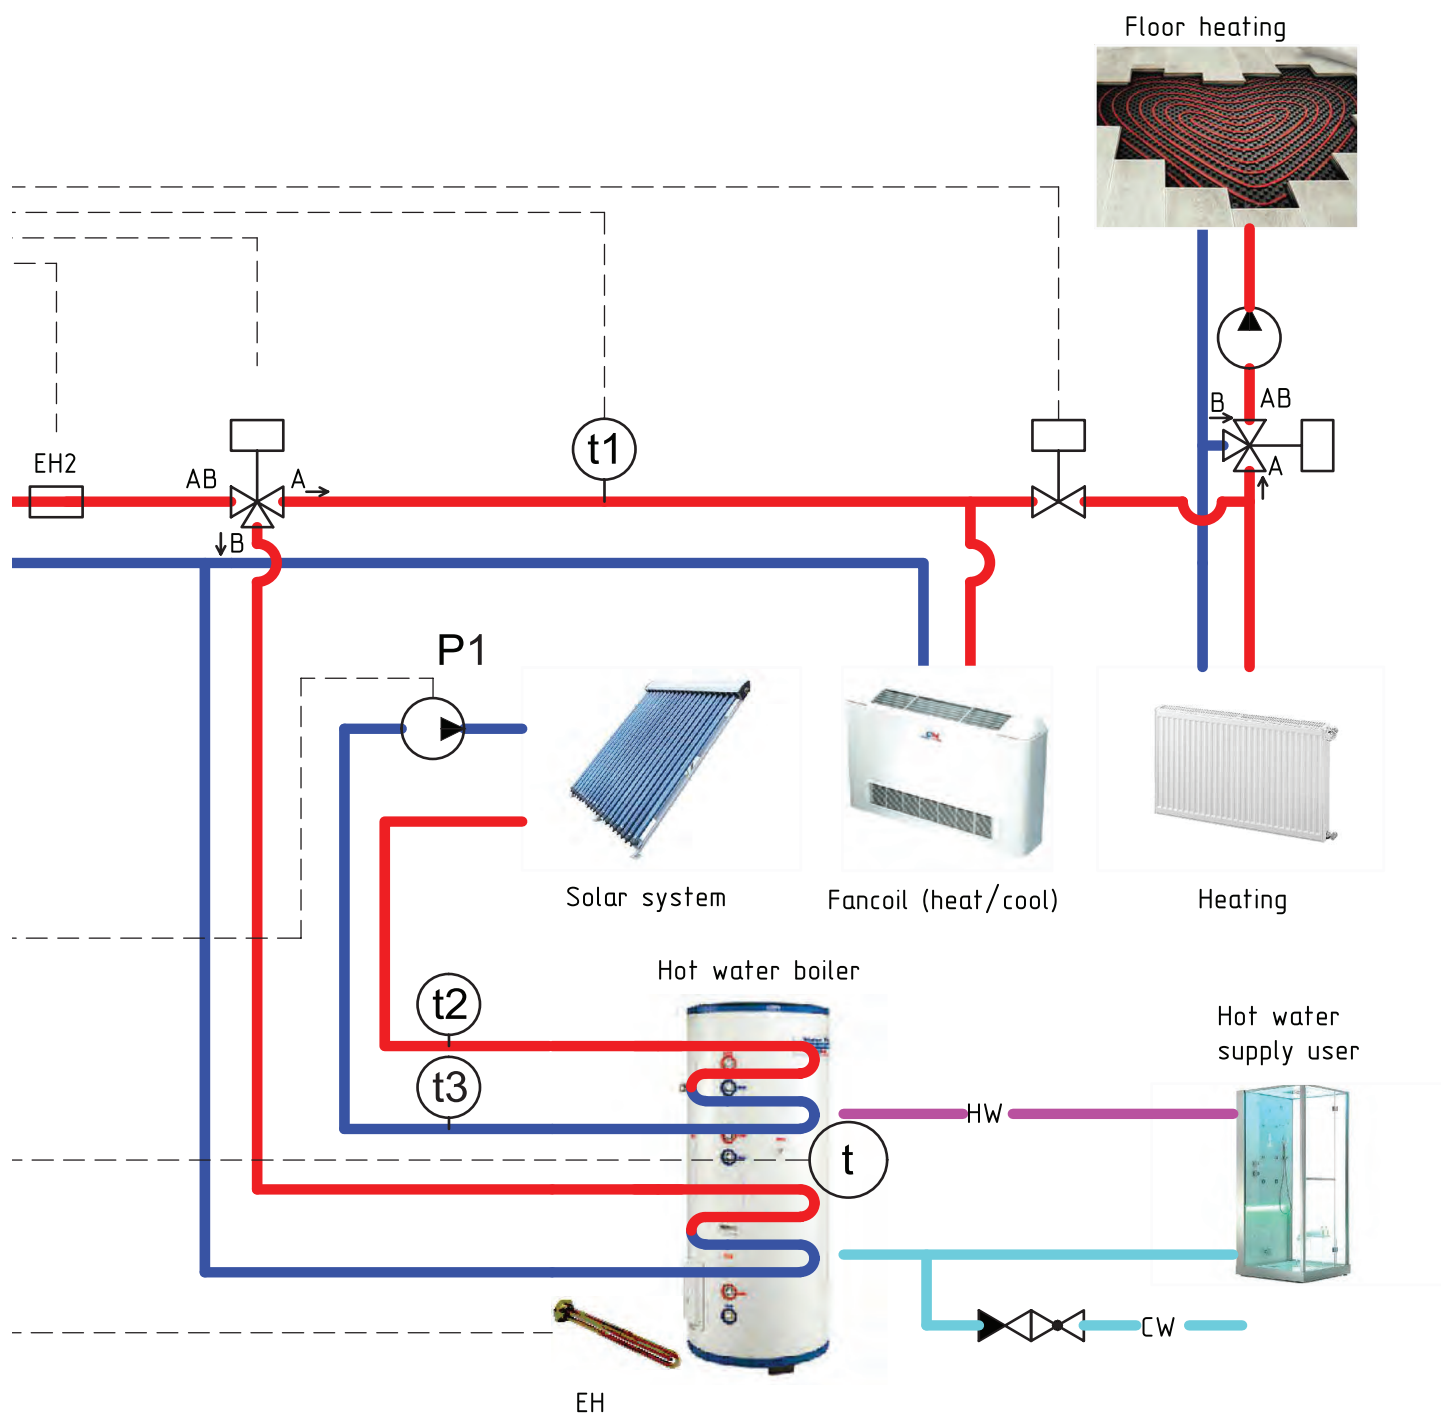 Floor heating
B
AB
A
t1
EH2
AB
A
B
P1
Solar system
Fancoil (heat/cool)
Heating
Hot water boiler
t2
Hot water
supply user
t3
HW
t
CW
EH